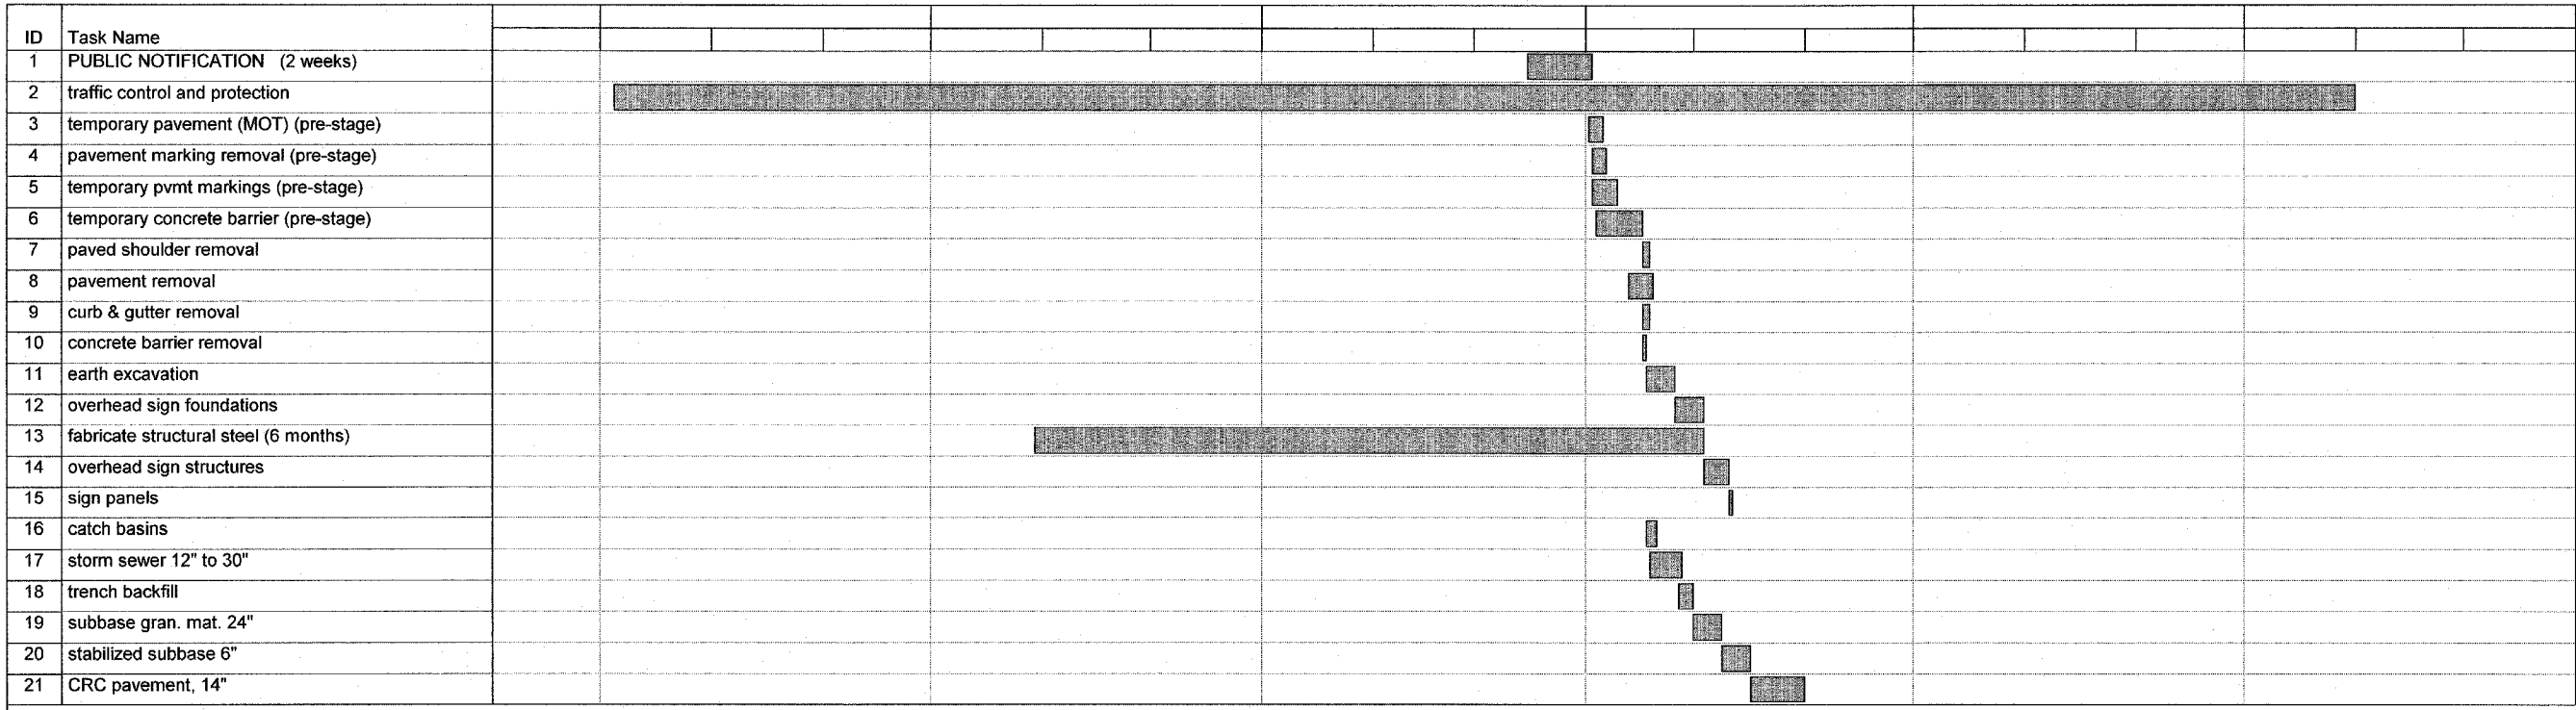 ID Task Name
1 PUBLIC NOTIFICATION (2 weeks)
2 traffic control and protection
3 temporary pavement (MOT) (pre-stage)
4 pavement marking removal (pre-stage)
5 temporary pvmt markings (pre-stage)
6 temporary concrete barrier (pre-stage)
7 paved shoulder removal
8 pavement removal
9 curb & gutter removal
10 concrete barrier removal
11 earth excavation
12 overhead sign foundations
13 fabricate structural steel (6 months)
14 overhead sign structures
15 sign panels
16 catch basins
17 storm sewer 12" to 30"
18 trench backfill
19 subbase gran. mat. 24"
20 stabilized subbase 6"
21 CRC pavement, 14"